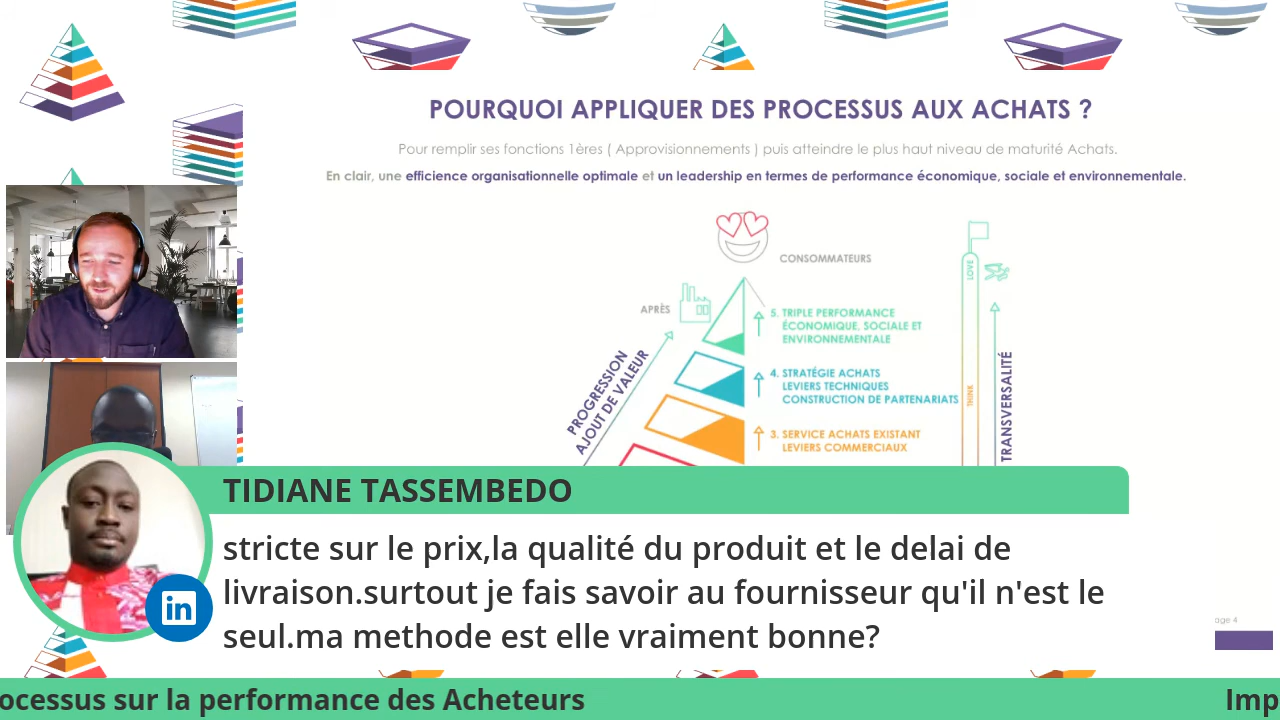 POURQUOI APPLIQUER DES PROCESSUS AUX ACHATS ?
Pour remplir ses fonctions 1ères ( Approvisionnements ) puis atteindre le plus haut niveau de maturité Achats.
En clair, une efficience organisationnelle optimale et un leadership en termes de performance économique, sociale et environnementale.
CONSOMMATEURS
APRÈS
5. TRIPLE PERFORMANCE
ÉCONOMIQUE, SOCIALE ET
ENVIRONNEMENTALE
4. STRATÉGIE ACHATS
LEVIERS TECHNIQUES
CONSTRUCTION DE PARTENARIATS
3. SERVICE ACHATS EXISTANT
LEVIERS COMMERCIAUX
PROGRESSION
AJOUT DE VALEUR
LOVE
THINK
TRANSVERSALITÉ
TIDIANE TASSEMBEDO
stricte sur le prix,la qualité du produit et le delai de
livraison.surtout je fais savoir au fournisseur qu'il n'est le
seul.ma methode est elle vraiment bonne?
in
age 4
ocessus sur la performance des Acheteurs
Imp